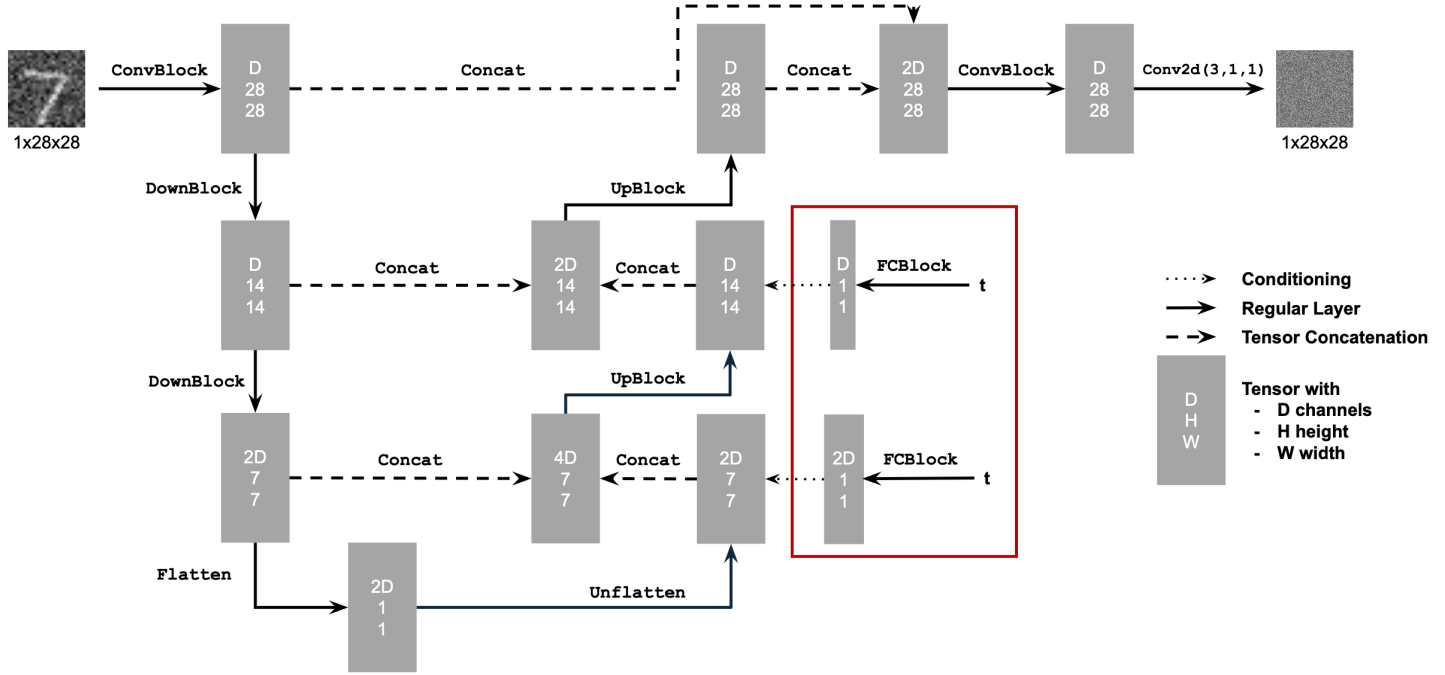 ConvBlock
D
28
28
Concat
D
28
28
Concat
2D
28
28
ConvBlock
D
28
28
Conv2d(3,1,1)
1x28x28
1x28x28
DownBlock
UpBlock
D
14
14
Concat
2D
14
14
Concat
D
14
14
D
1
1
FCBlock
t
DownBlock
UpBlock
2D
7
7
Concat
4D
7
7
Concat
2D
7
7
2D
1
1
FCBlock
t
Flatten
2D
1
1
Unflatten
Conditioning
Regular Layer
Tensor Concatenation
D
H
W
Tensor with
- D channels
- H height
- W width